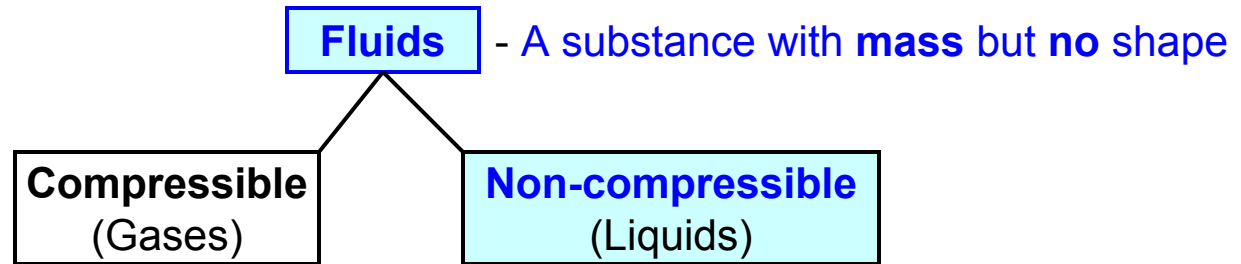 Fluids - A substance with mass but no shape
Compressible Non-compressible
(Gases) (Liquids)